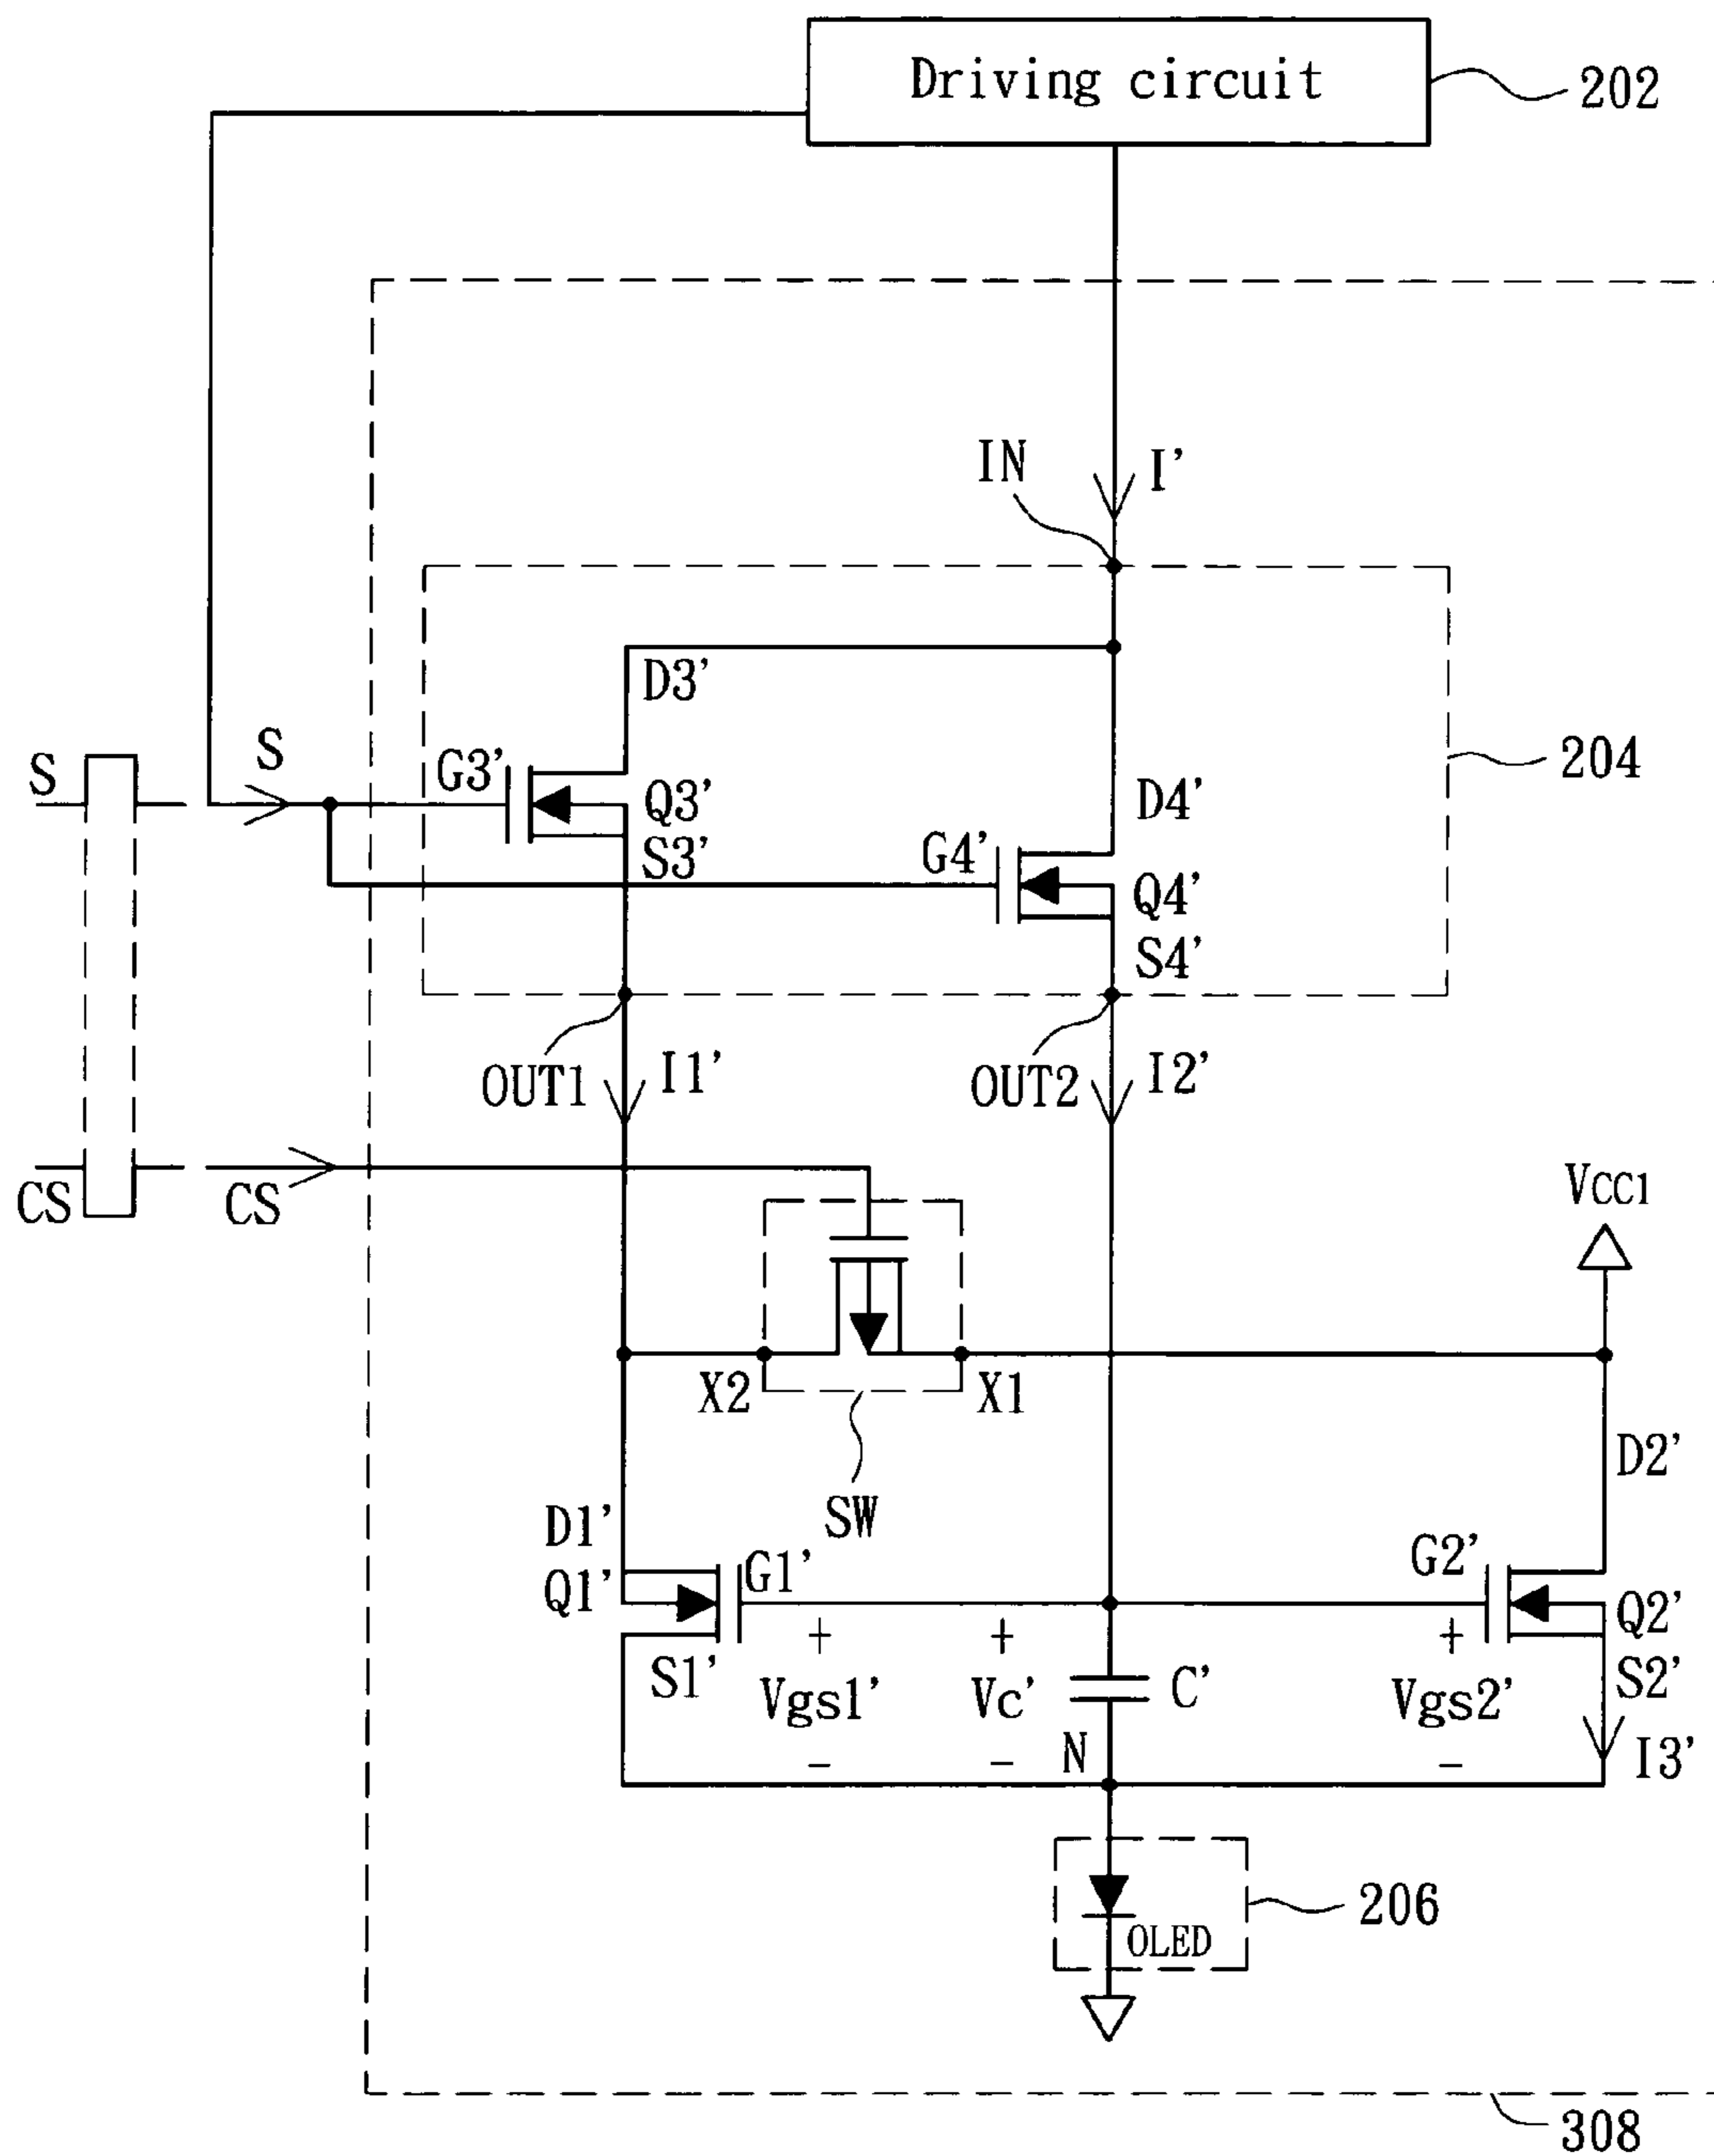 Driving circuit
202
IN
I'
D3'
S
S
G3'
Q3'
S3'
D4'
204
G4'
Q4'
S4'
OUT1
I1'
OUT2
I2'
CS
CS
VCC1
X2
X1
SW
D2'
D1'
Q1'
G1'
G2'
Q2'
S1'
+
+
+
Vgs1'
Vc'
C'
Vgs2'
S2'
−
−
N
−
I3'
206
OLED
308